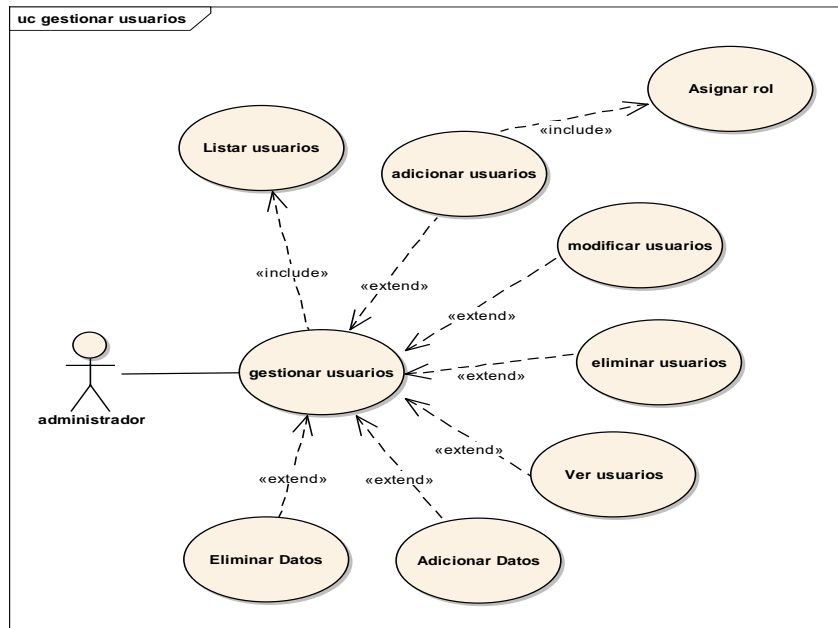 uc gestionar usuarios
Asignar rol
«include»
Listar usuarios
adicionar usuarios
modificar usuarios
«include»
«extend»
«extend»
eliminar usuarios
gestionar usuarios
«extend»
administrador
«extend»
Ver usuarios
«extend»
«extend»
Eliminar Datos
Adicionar Datos